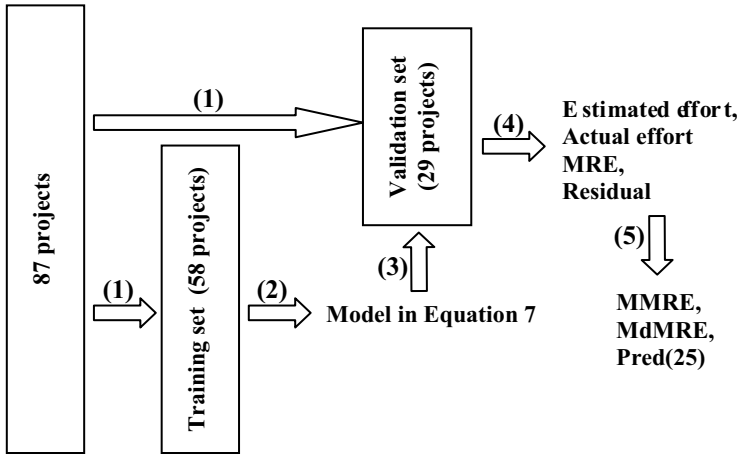 87 projects
(1)
(1)
Training set (58 projects)
(2)
Model in Equation 7
(3)
Validation set
(29 projects)
(4)
Estimated effort,
Actual effort
MRE,
Residual
(5)
MMRE,
MdMRE,
Pred(25)